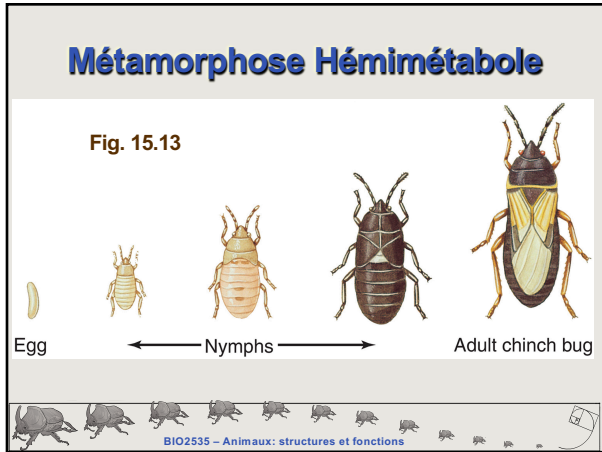 Métamorphose Hémimétabole
Fig. 15.13
Egg
Nymphs
Adult chinch bug
BIO2535 – Animaux: structures et fonctions